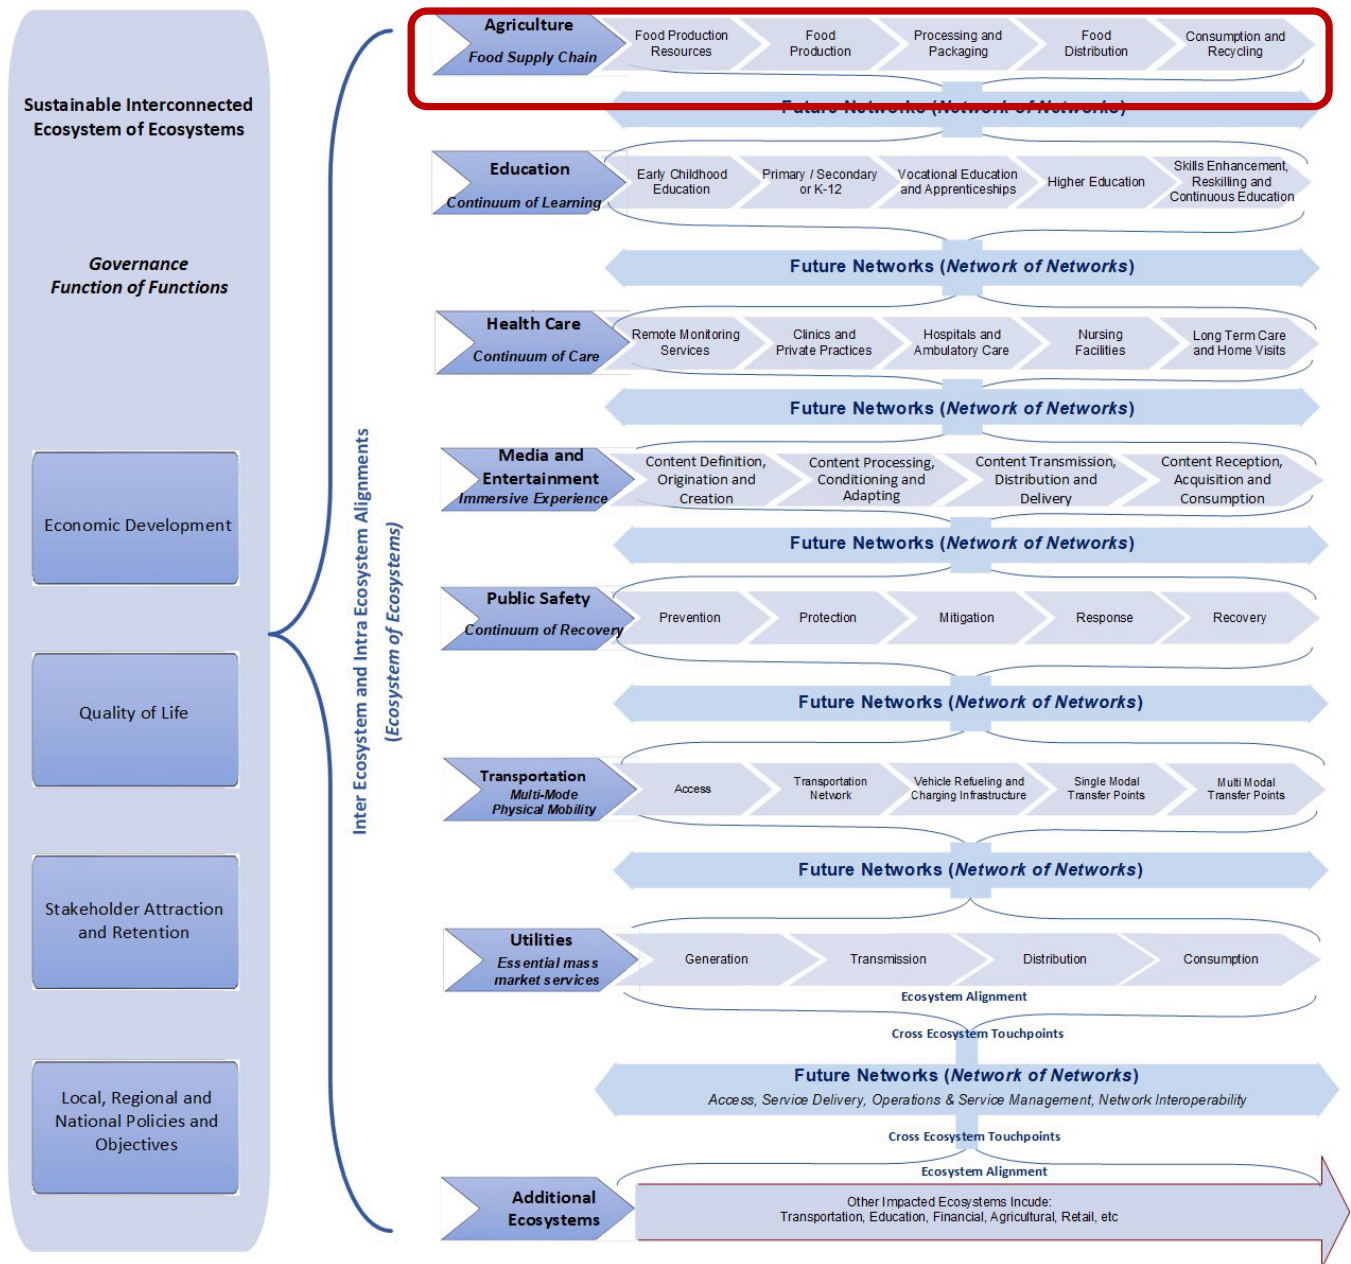 Sustainable Interconnected
Ecosystem of Ecosystems
Governance
Function of Functions
Economic Development
Quality of Life
Stakeholder Attraction
and Retention
Local, Regional and
National Policies and
Objectives
Inter Ecosystem and Intra Ecosystem Alignments
(Ecosystem of Ecosystems)
Agriculture
Food Supply Chain
Food Production
Resources
Food
Production
Processing and
Packaging
Food
Distribution
Consumption and
Recycling
Future Networks (Network of Networks)
Education
Continuum of Learning
Early Childhood
Education
Primary / Secondary
or K-12
Vocational Education
and Apprenticeships
Higher Education
Skills Enhancement,
Reskilling and
Continuous Education
Future Networks (Network of Networks)
Health Care
Continuum of Care
Remote Monitoring
Services
Clinics and
Private Practices
Hospitals and
Ambulatory Care
Nursing
Facilities
Long Term Care
and Home Visits
Future Networks (Network of Networks)
Media and
Entertainment
Immersive Experience
Content Definition,
Origination and
Creation
Content Processing,
Conditioning and
Adapting
Content Transmission,
Distribution and
Delivery
Content Reception,
Acquisition and
Consumption
Future Networks (Network of Networks)
Public Safety
Continuum of Recovery
Prevention
Protection
Mitigation
Response
Recovery
Future Networks (Network of Networks)
Transportation
Multi-Mode
Physical Mobility
Access
Transportation
Network
Vehicle Refueling and
Charging Infrastructure
Single Modal
Transfer Points
Multi Modal
Transfer Points
Future Networks (Network of Networks)
Utilities
Essential mass
market services
Generation
Transmission
Distribution
Consumption
Ecosystem Alignment
Cross Ecosystem Touchpoints
Future Networks (Network of Networks)
Access, Service Delivery, Operations & Service Management, Network Interoperability
Cross Ecosystem Touchpoints
Ecosystem Alignment
Additional
Ecosystems
Other Impacted Ecosystems Incude:
Transportation, Education, Financial, Agricultural, Retail, etc